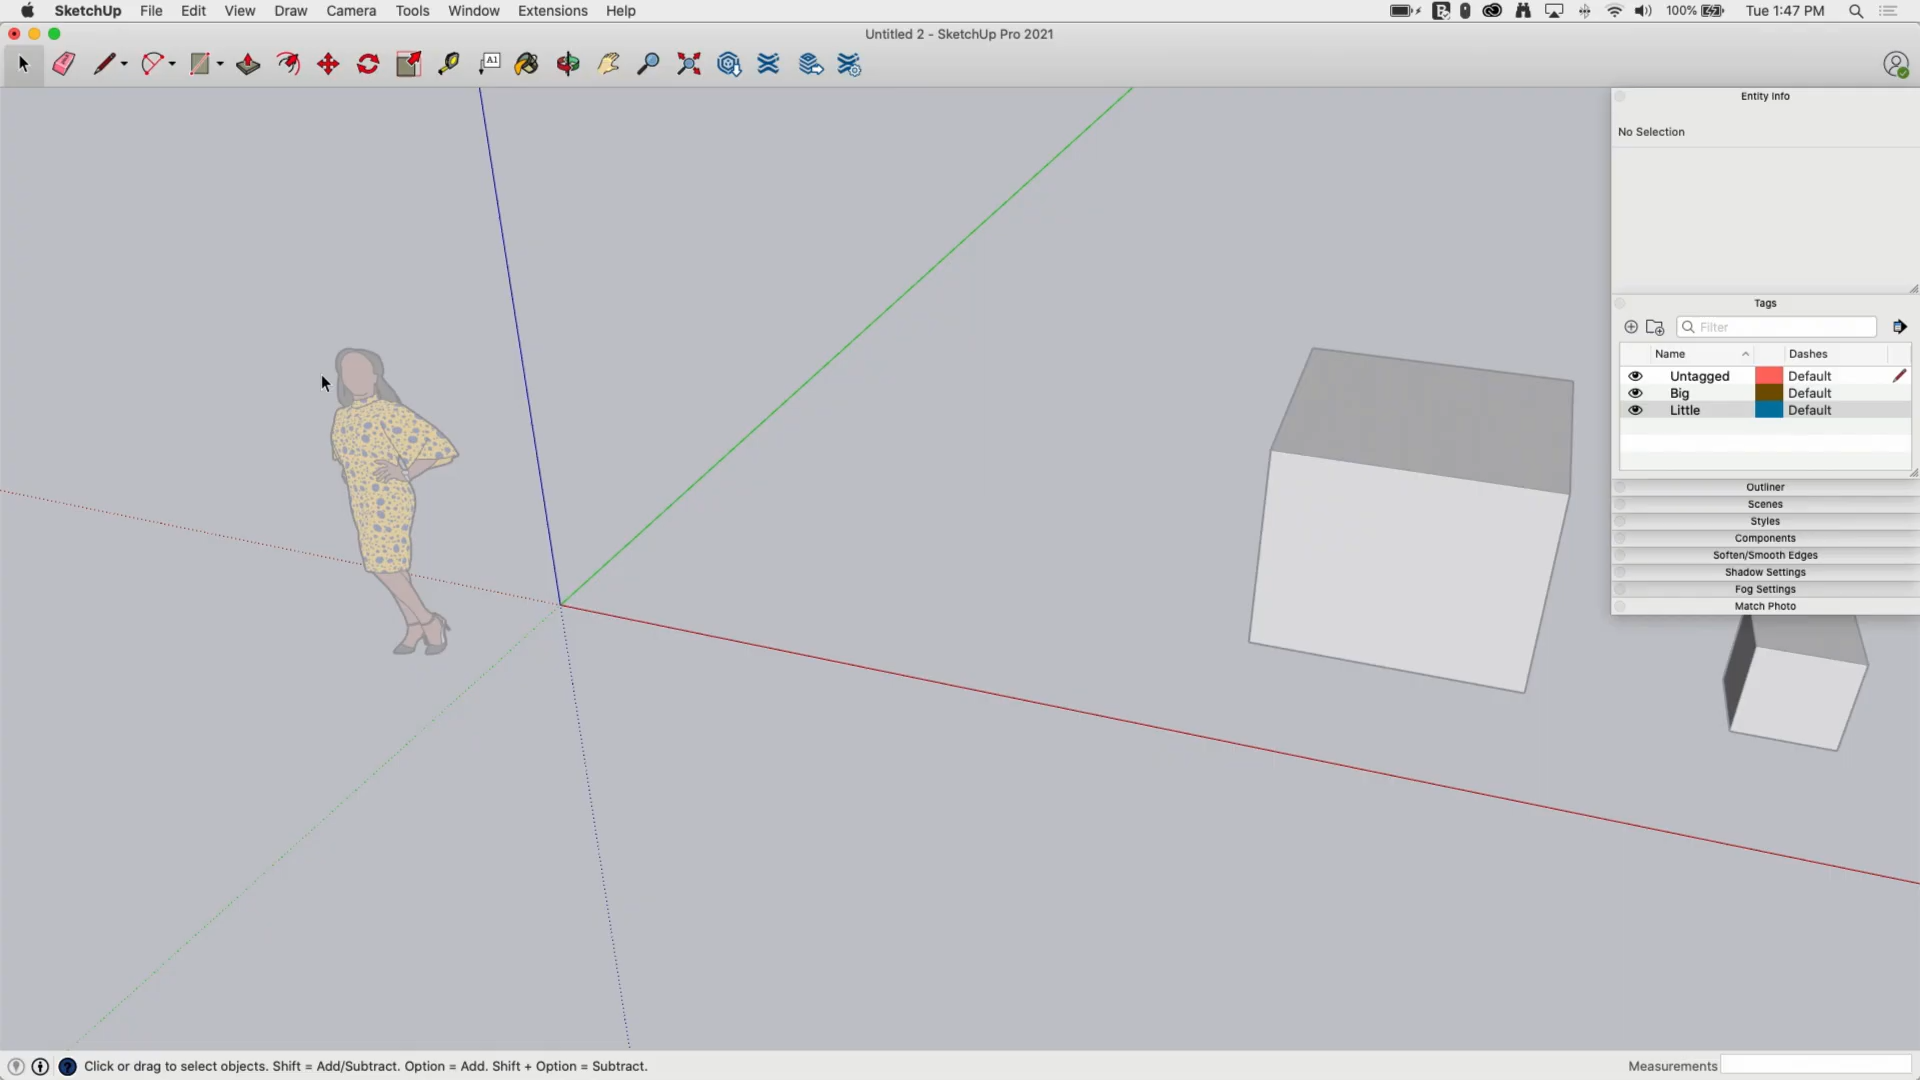 SketchUp File Edit View Draw Camera Tools Window Extensions Help 100% Tue 1:47 PM
Untitled 2 - SketchUp Pro 2021
A1
Entity Info
No Selection
Tags
Filter
Name Dashes
Untagged Default
Big Default
Little Default
Outliner
Scenes
Styles
Components
Soften/Smooth Edges
Shadow Settings
Fog Settings
Match Photo
Click or drag to select objects. Shift = Add/Subtract. Option = Add. Shift + Option = Subtract. Measurements